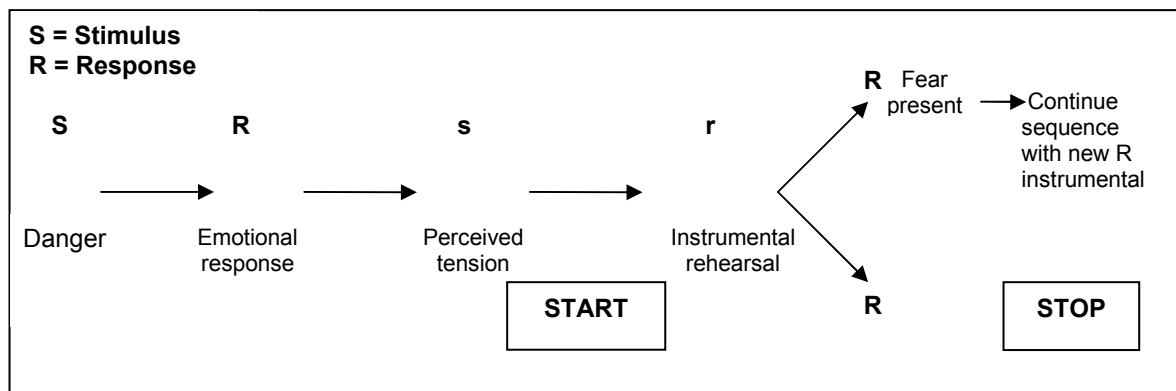 S = Stimulus
R = Response
S
R
s
r
R Fear
present
Continue
sequence
with new R
instrumental
Danger
Emotional
response
Perceived
tension
Instrumental
rehearsal
START
R
STOP